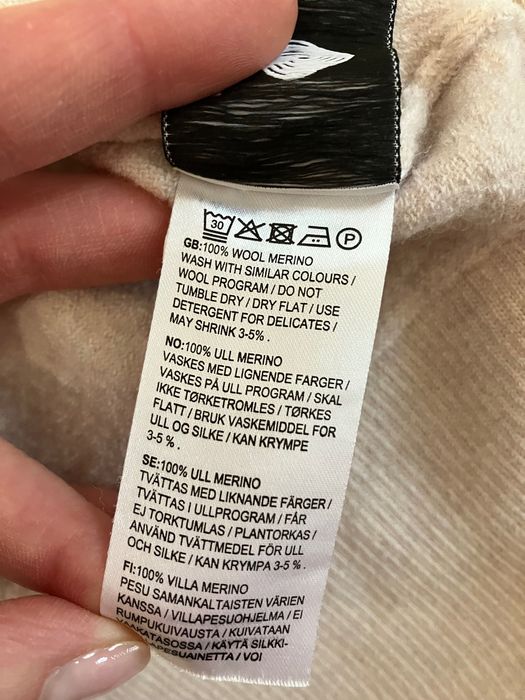 30 P
GB:100% WOOL MERINO
WASH WITH SIMILAR COLOURS /
WOOL PROGRAM / DO NOT
TUMBLE DRY / DRY FLAT / USE
DETERGENT FOR DELICATES /
MAY SHRINK 3-5% .
NO:100% ULL MERINO
VASKES MED LIGNENDE FARGER /
VASKES PÅ ULL PROGRAM / SKAL
IKKE TØRKETROMLES / TØRKES
FLATT / BRUK VASKEMIDDEL FOR
ULL OG SILKE / KAN KRYMPE
3-5 % .
SE:100% ULL MERINO
TVÄTTAS MED LIKNANDE FÄRGER /
TVÄTTAS I ULLPROGRAM / FÅR
EJ TORKTUMLAS / PLANTORKAS /
ANVÄND TVÄTTMEDEL FÖR ULL
OCH SILKE / KAN KRYMPA 3-5 % .
FI:100% VILLA MERINO
PESU SAMANKALTAISTEN VÄRIEN
KANSSA / VILLAPESUOHJELMA / EI
RUMPUKUIVAUSTA / KUIVATAAN
VAAKATASOSSA / KÄYTÄ SILKKI-
/ VOI